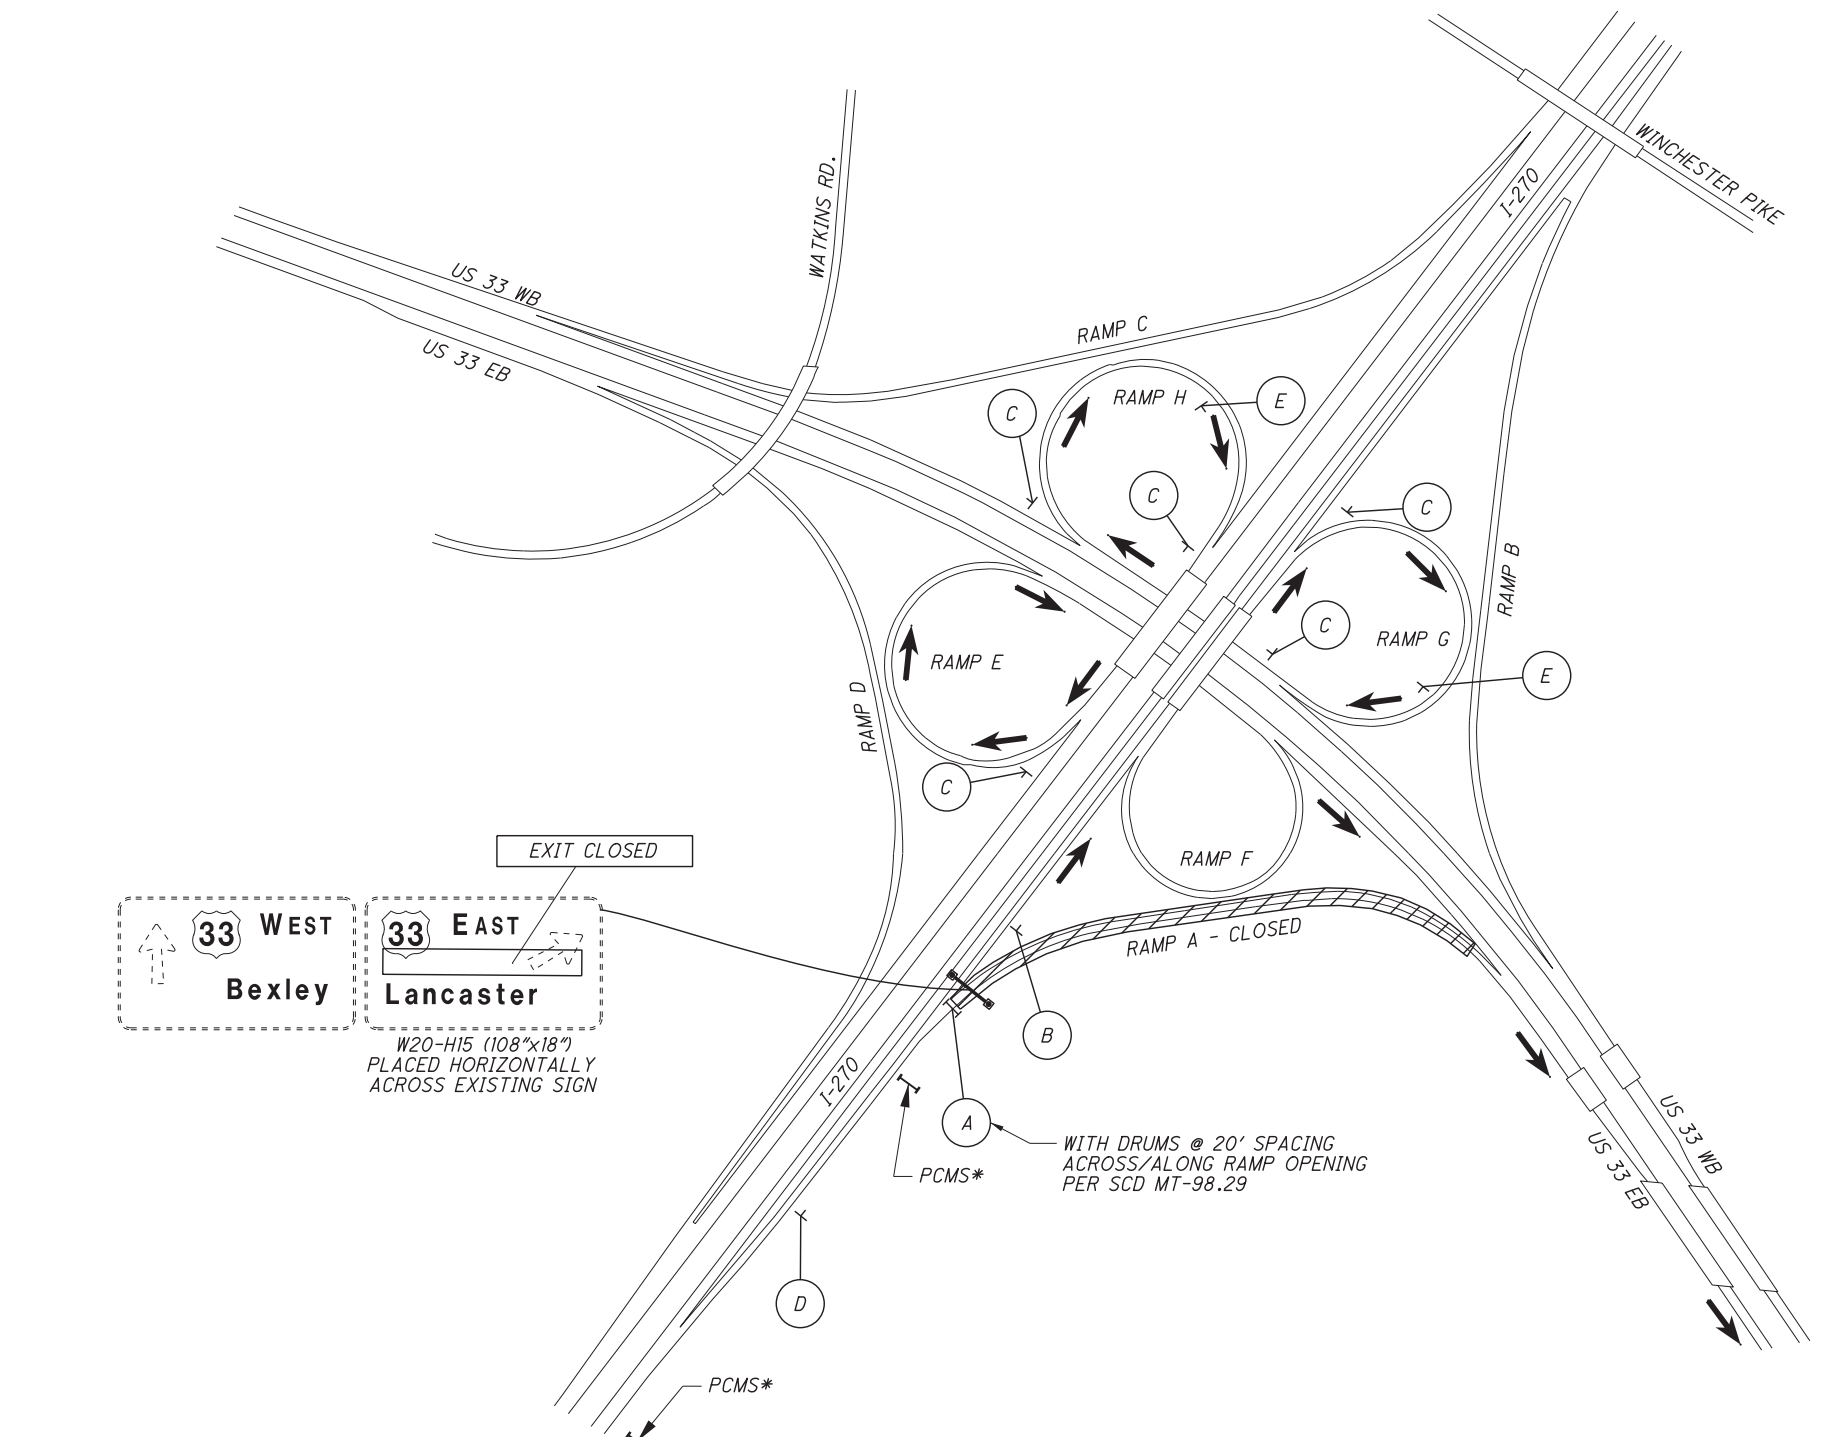 WINCHESTER PIKE
I-270
WATKINS RD.
US 33 WB
US 33 EB
RAMP C
RAMP H
E
C
C
C
RAMP B
C
RAMP G
E
RAMP E
RAMP D
C
RAMP F
EXIT CLOSED
33 WEST
Bexley
33 EAST
Lancaster
W20-H15 (108"x18")
PLACED HORIZONTALLY
ACROSS EXISTING SIGN
RAMP A - CLOSED
B
I-270
A
WITH DRUMS @ 20' SPACING
ACROSS/ALONG RAMP OPENING
PER SCD MT-98.29
PCMS*
US 33 WB
US 33 EB
D
PCMS*